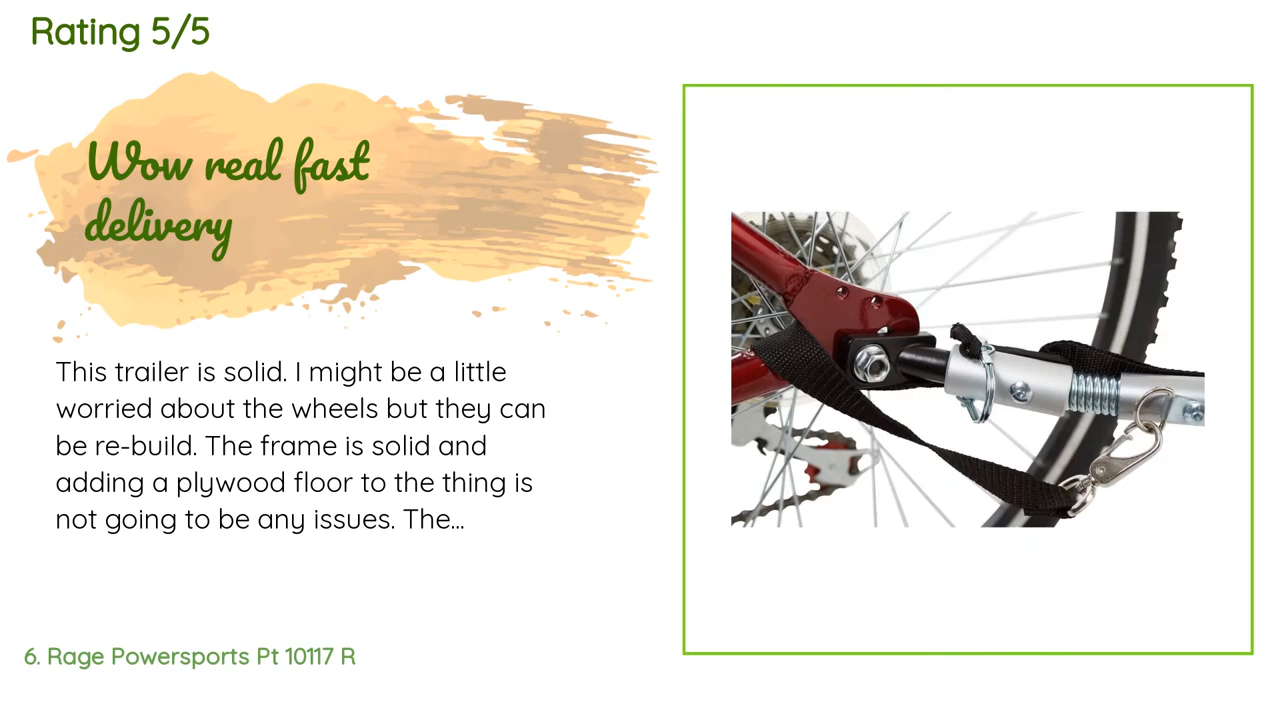 Rating 5/5
Wow real fast
delivery
This trailer is solid. I might be a little
worried about the wheels but they can
be re-build. The frame is solid and
adding a plywood floor to the thing is
not going to be any issues. The...
6. Rage Powersports Pt 10117 R